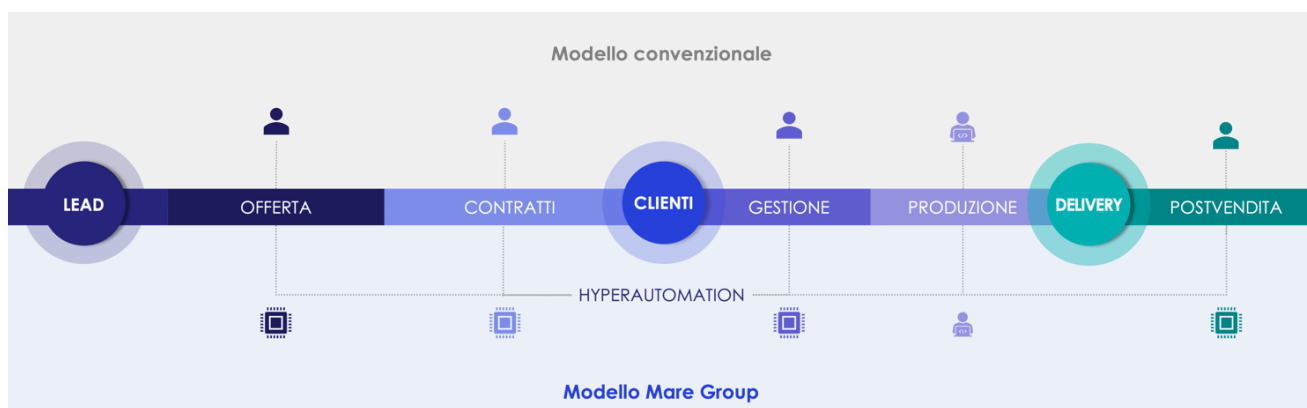 Modello convenzionale
LEAD
OFFERTA
CONTRATTI
CLIENTI
GESTIONE
PRODUZIONE
DELIVERY
POSTVENDITA
HYPERAUTOMATION
Modello Mare Group